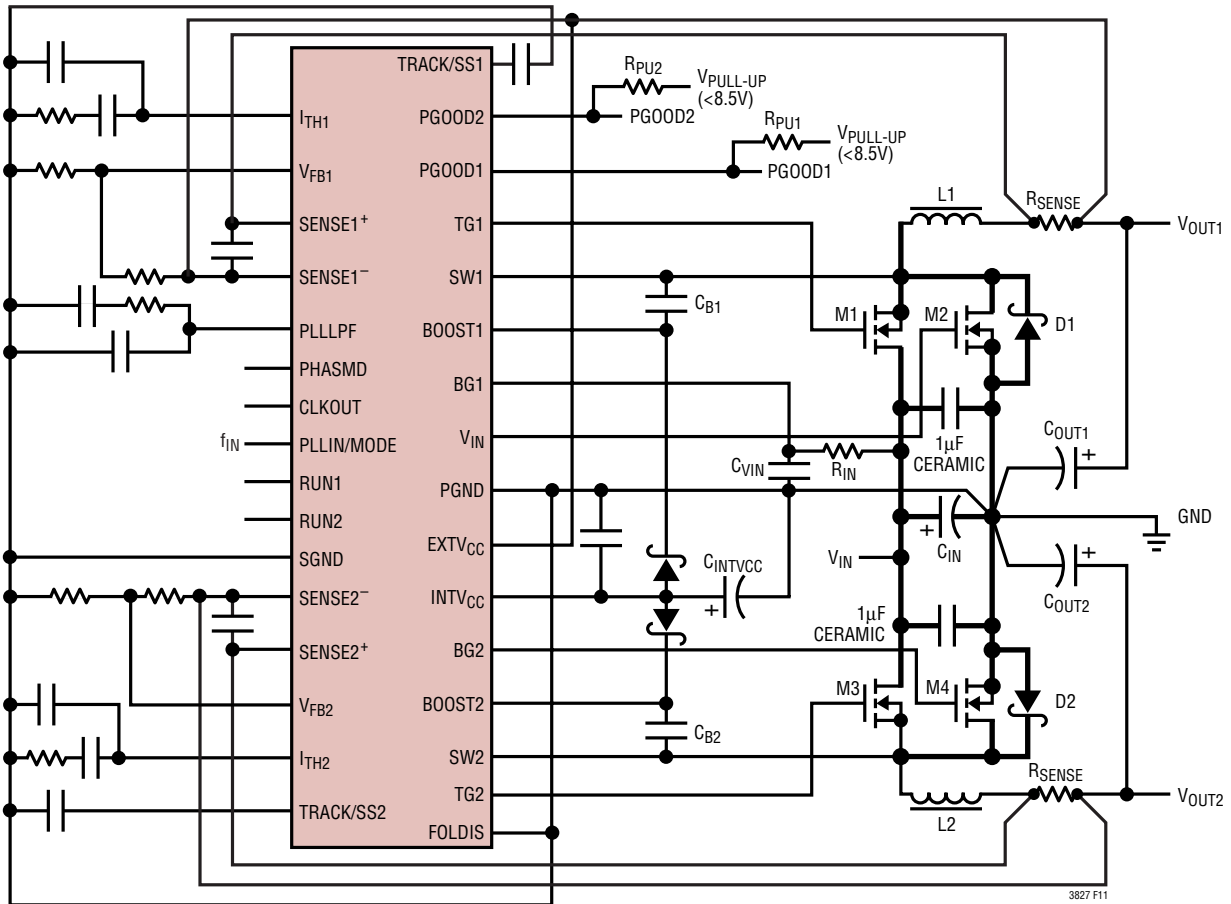 TRACK/SS1
RPU2
VPULL-UP
(<8.5V)
ITH1
PGOOD2
PGOOD2
RPU1
VPULL-UP
(<8.5V)
VFB1
PGOOD1
PGOOD1
SENSE1+
TG1
L1
RSENSE
VOUT1
SENSE1–
SW1
CB1
M1
M2
D1
PLLLPF
BOOST1
PHASMD
BG1
CLKOUT
fIN
PLLIN/MODE
VIN
1µF
CERAMIC
COUT1
+
CVIN
RIN
RUN1
PGND
RUN2
GND
+
CIN
SGND
EXTVCC
VIN
CINTVCC
+
COUT2
SENSE2–
INTVCC
+
1µF
CERAMIC
SENSE2+
BG2
M3
M4
D2
VFB2
BOOST2
CB2
ITH2
SW2
RSENSE
TG2
VOUT2
TRACK/SS2
L2
FOLDIS
3827 F11